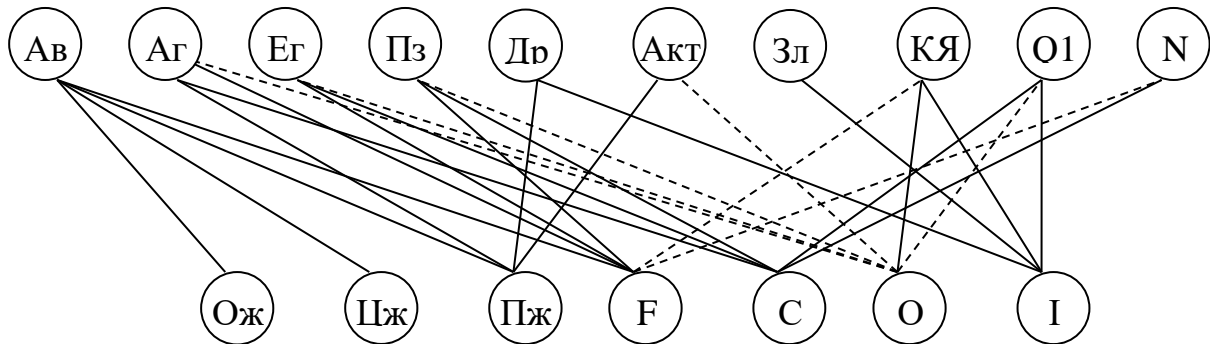 Ав Аг Ег Пз Др Акт Зл КЯ О1 N
Ож Цж Пж F C O I